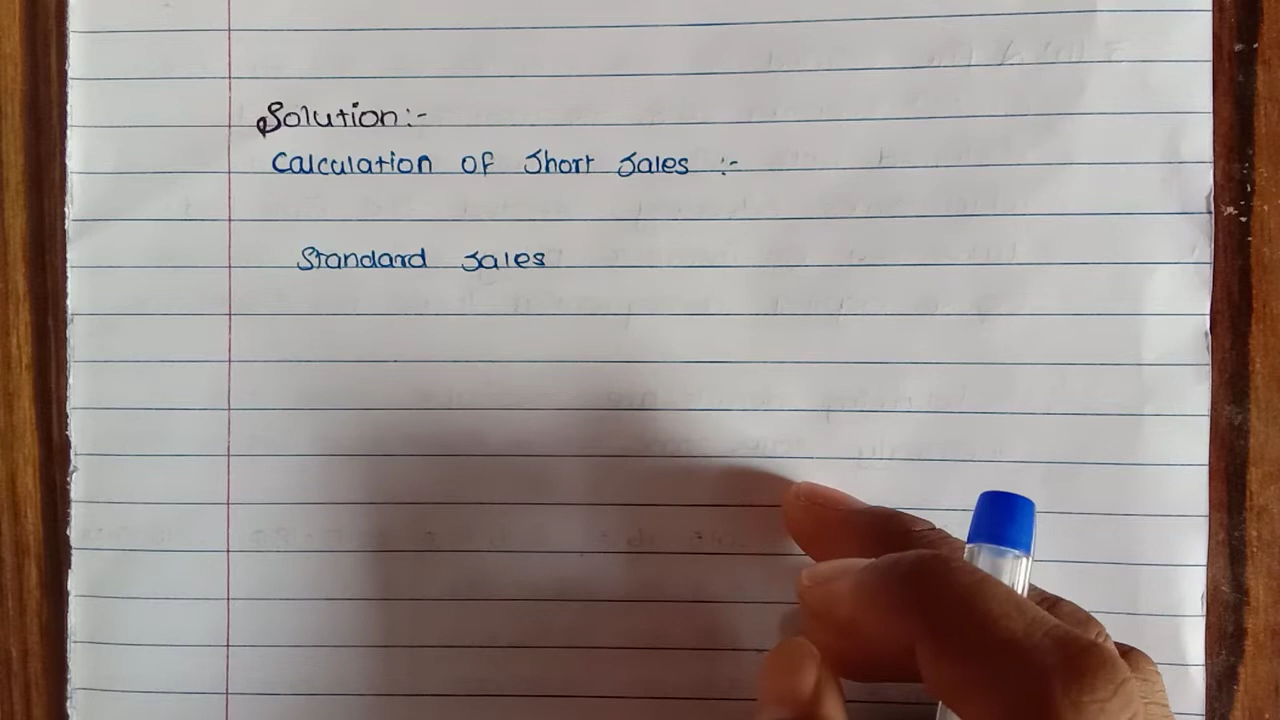 Solution:-
Calculation of Short Sales :-
Standard Sales